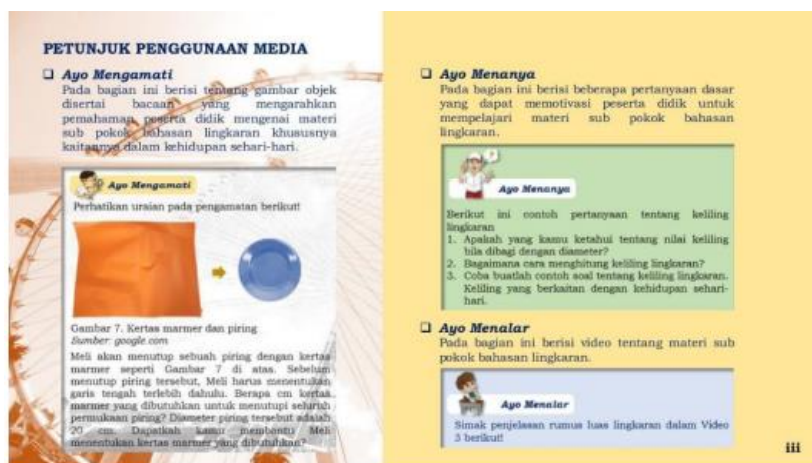 PETUNJUK PENGGUNAAN MEDIA
❑ Ayo Mengamati
Pada bagian ini berisi tentang gambar objek
disertai bacaan yang mengarahkan
pemahaman peserta didik mengenai materi
sub pokok bahasan lingkaran khususnya
kaitannya dalam kehidupan sehari-hari.
Ayo Mengamati
Perhatikan uraian pada pengamatan berikut!
Gambar 7. Kertas marmer dan piring
Sumber: google.com
Meli akan menutup sebuah piring dengan kertas
marmer seperti Gambar 7 di atas. Sebelum
menutup piring tersebut, Meli harus menentukan
garis tengah terlebih dahulu. Berapa cm kertas
marmer yang dibutuhkan untuk menutupi seluruh
permukaan piring? Diameter piring tersebut adalah
20 cm. Dapatkah kamu membantu Meli
menentukan kertas marmer yang dibutuhkan?
❑ Ayo Menanya
Pada bagian ini berisi beberapa pertanyaan dasar
yang dapat memotivasi peserta didik untuk
mempelajari materi sub pokok bahasan
lingkaran.
Ayo Menanya
Berikut ini contoh pertanyaan tentang keliling
lingkaran
1. Apakah yang kamu ketahui tentang nilai keliling
bila dibagi dengan diameter?
2. Bagaimana cara menghitung keliling lingkaran?
3. Coba buatlah contoh soal tentang keliling lingkaran.
Keliling yang berkaitan dengan kehidupan sehari-
hari.
❑ Ayo Menalar
Pada bagian ini berisi video tentang materi sub
pokok bahasan lingkaran.
Ayo Menalar
Simak penjelasan rumus luas lingkaran dalam Video
3 berikut!
iii